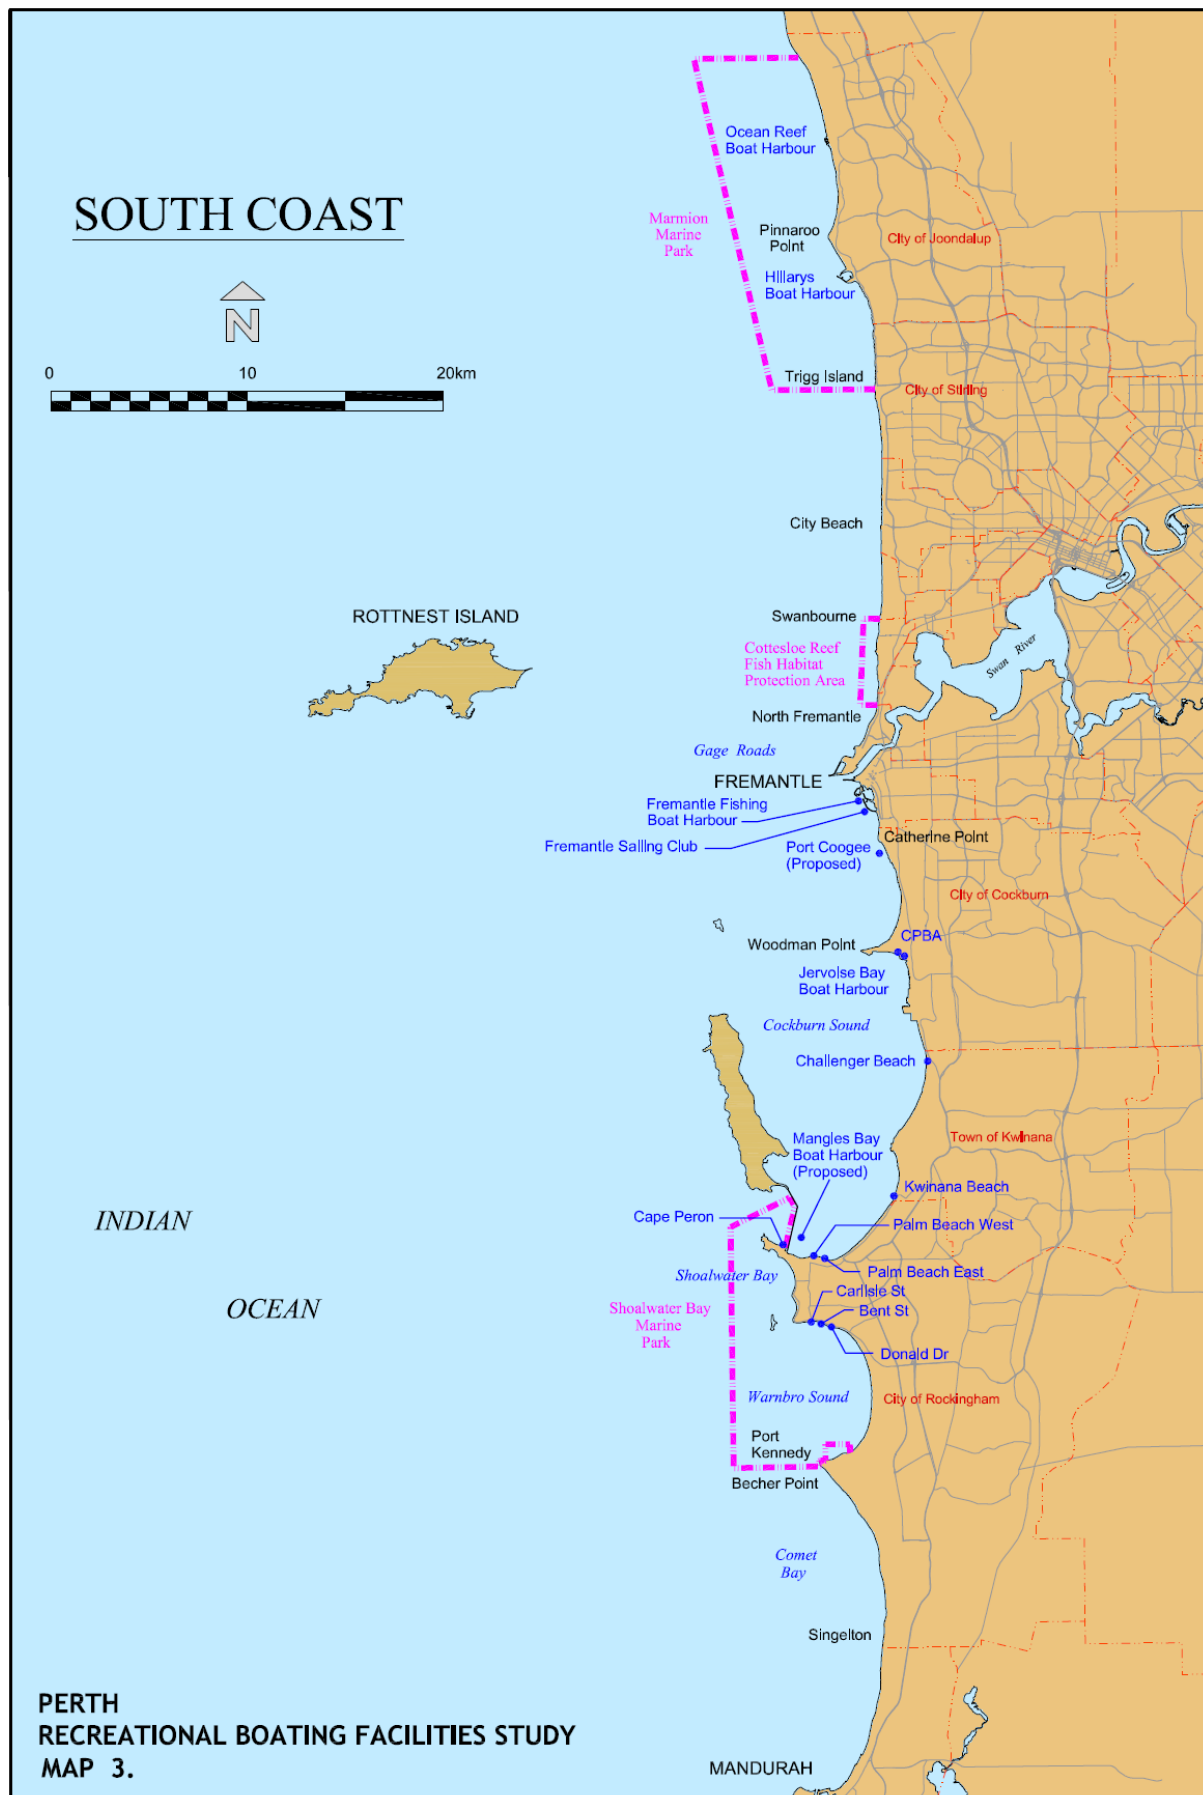 Ocean Reef
Boat Harbour
SOUTH COAST
Marmion
Marine
Park
Pinnaroo
Point
City of Joondalup
Hillarys
Boat Harbour
N
0 10 20km
Trigg Island
City of Stirling
City Beach
ROTTNEST ISLAND
Swanbourne
Cottesloe Reef
Fish Habitat
Protection Area
Swan River
North Fremantle
Gage Roads
FREMANTLE
Fremantle Fishing
Boat Harbour
Fremantle Sailing Club
Catherine Point
Port Coogee
(Proposed)
City of Cockburn
Woodman Point
CPBA
Jervoise Bay
Boat Harbour
Cockburn Sound
Challenger Beach
Mangles Bay
Boat Harbour
(Proposed)
Town of Kwinana
Kwinana Beach
INDIAN
OCEAN
Cape Peron
Palm Beach West
Palm Beach East
Shoalwater Bay
Carlisle St
Bent St
Shoalwater Bay
Marine
Park
Donald Dr
Warnbro Sound
City of Rockingham
Port
Kennedy
Becher Point
Comet
Bay
Singelton
PERTH
RECREATIONAL BOATING FACILITIES STUDY
MAP 3.
MANDURAH